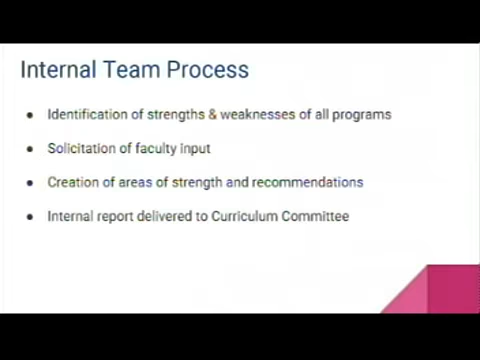 Internal Team Process
● Identification of strengths & weaknesses of all programs
● Solicitation of faculty input
● Creation of areas of strength and recommendations
● Internal report delivered to Curriculum Committee